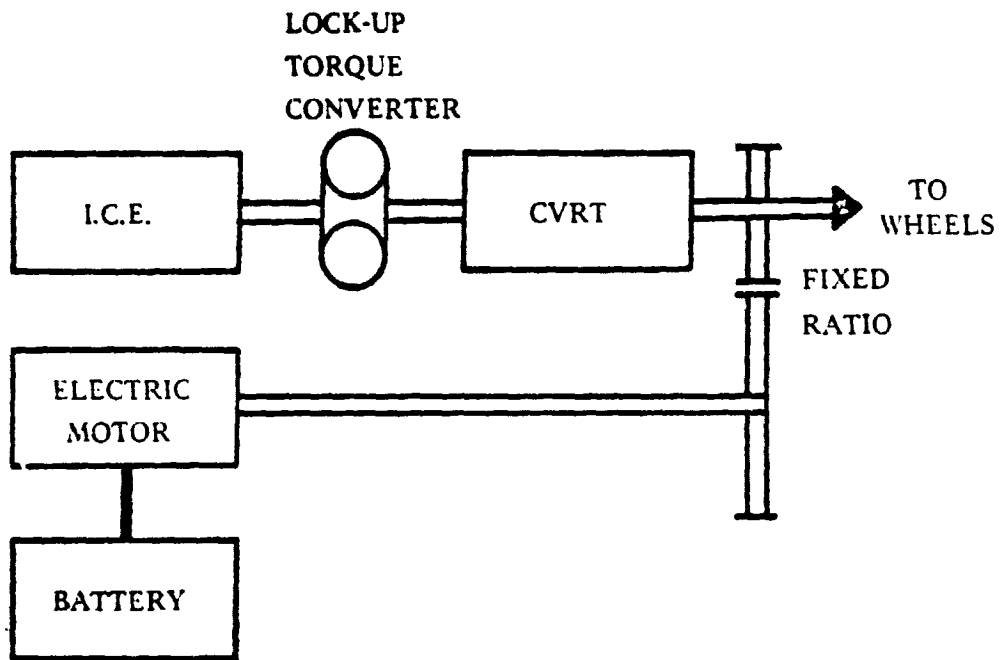 LOCK-UP
TORQUE
CONVERTER
I.C.E.
CVRT
TO
WHEELS
FIXED
RATIO
ELECTRIC
MOTOR
BATTERY